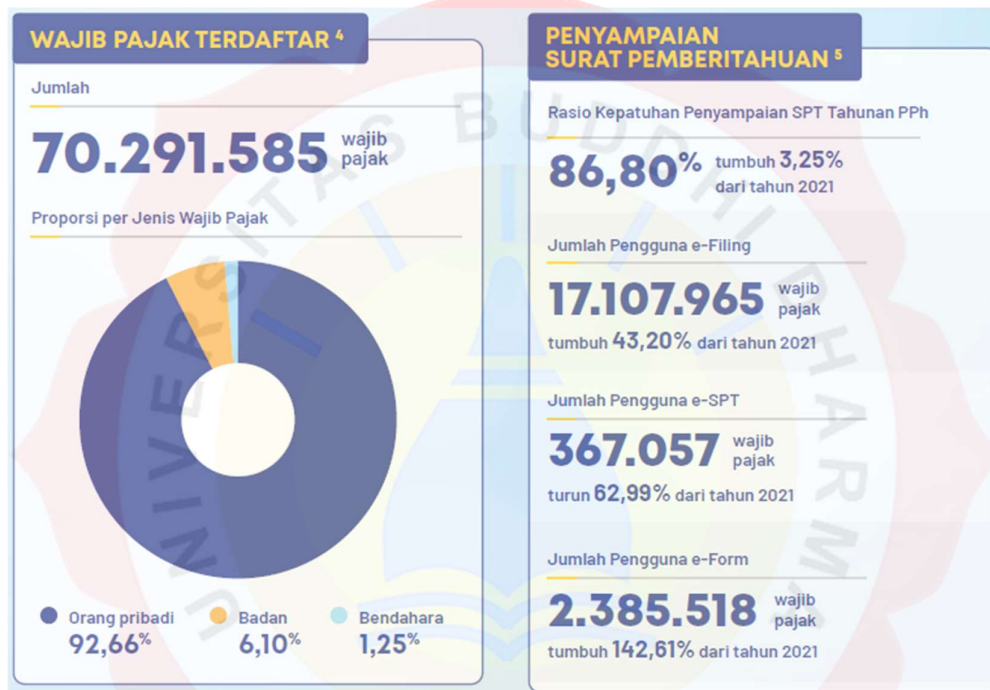 WAJIB PAJAK TERDAFTAR 4
Jumlah
70.291.585 wajib
pajak
Proporsi per Jenis Wajib Pajak
Orang pribadi
92,66%
Badan
6,10%
Bendahara
1,25%
PENYAMPAIAN
SURAT PEMBERITAHUAN 5
Rasio Kepatuhan Penyampaian SPT Tahunan PPh
86,80% tumbuh 3,25%
dari tahun 2021
Jumlah Pengguna e-Filing
17.107.965 wajib
pajak
tumbuh 43,20% dari tahun 2021
Jumlah Pengguna e-SPT
367.057 wajib
pajak
turun 62,99% dari tahun 2021
Jumlah Pengguna e-Form
2.385.518 wajib
pajak
tumbuh 142,61% dari tahun 2021
UNIVERSITAS BUDDHI DHARMA